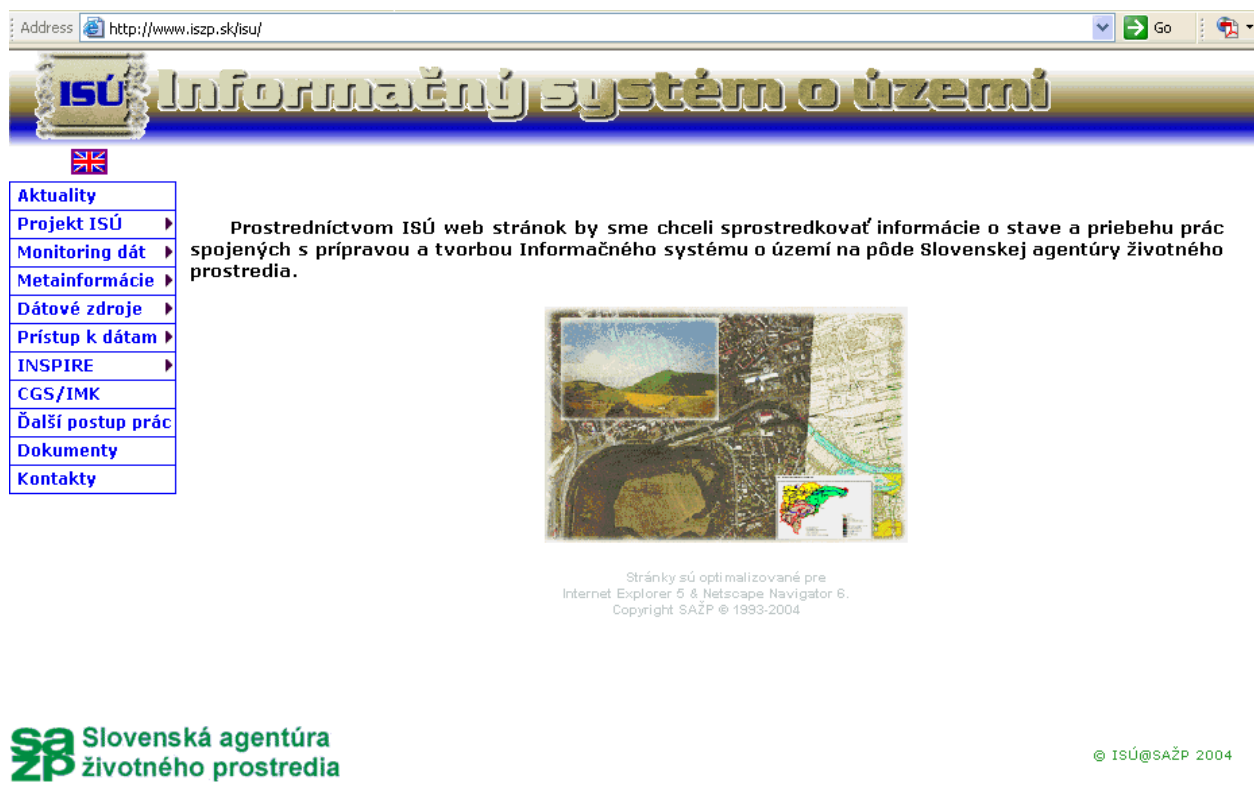 Address http://www.iszp.sk/isu/ Go
ISÚ Informačný systém o území
Aktuality
Projekt ISÚ
Monitoring dát
Metainformácie
Dátové zdroje
Prístup k dátam
INSPIRE
CGS/IMK
Ďalší postup prác
Dokumenty
Kontakty
Prostredníctvom ISÚ web stránok by sme chceli sprostredkovať informácie o stave a priebehu prác
spojených s prípravou a tvorbou Informačného systému o území na pôde Slovenskej agentúry životného
prostredia.
Stránky sú optimalizované pre
Internet Explorer 5 & Netscape Navigator 6.
Copyright SAŽP © 1993-2004
sa Slovenská agentúra
žp životného prostredia
© ISÚ@SAŽP 2004